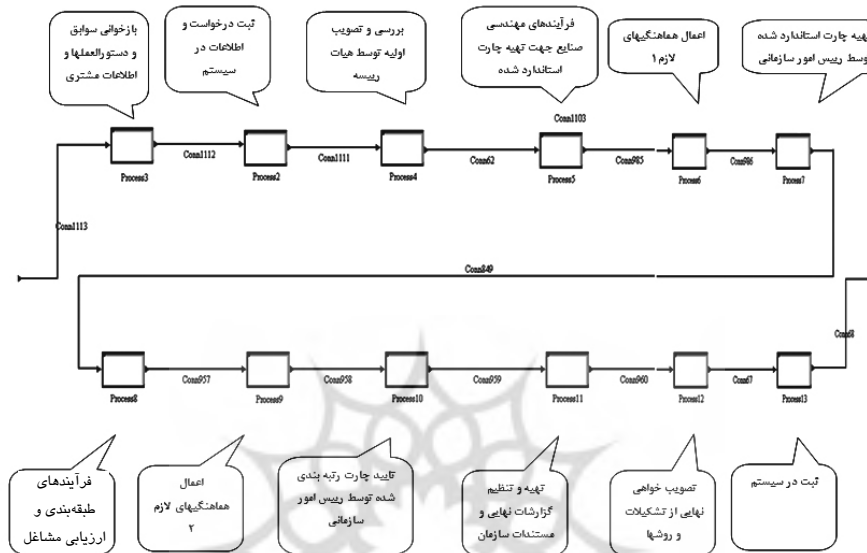 بازخوانی سوابق
و دستورالعملها و
اطلاعات مشتری
ثبت درخواست و
اطلاعات در
سیستم
بررسی و تصویب
اولیه توسط هیات
رییسه
فرآیندهای مهندسی
صنایع جهت تهیه چارت
استاندارد شده
اعمال هماهنگیهای
لازم ۱
تهیه چارت استاندارد شده
توسط رییس امور سازمانی
Conn1103
Conn1112
Conn1111
Conn62
Conn985
Conn986
Process3
Process2
Process4
Process5
Process6
Process7
Conn1113
Conn849
Conn68
Conn957
Conn958
Conn959
Conn960
Conn67
Process8
Process9
Process10
Process11
Process12
Process13
فرآیندهای
طبقه‌بندی و
ارزیابی مشاغل
اعمال
هماهنگیهای لازم
۲
تایید چارت رتبه بندی
شده توسط رییس امور
سازمانی
تهیه و تنظیم
گزارشات نهایی و
مستندات سازمان
تصویب خواهی
نهایی از تشکیلات
و روشها
ثبت در سیستم